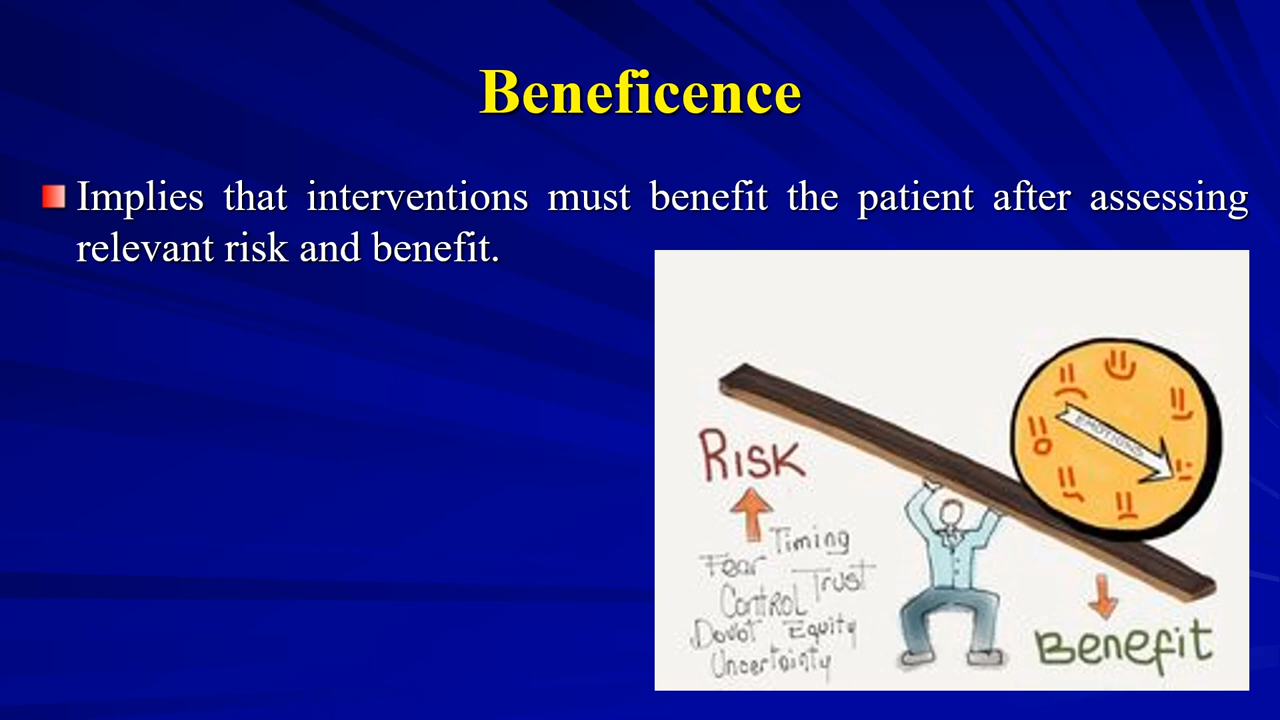 Beneficence
Implies that interventions must benefit the patient after assessing
relevant risk and benefit.
RISK
Timing
Fear Trust
Control
Doubt Equity
Uncertainty
EMOTIONS
Benefit